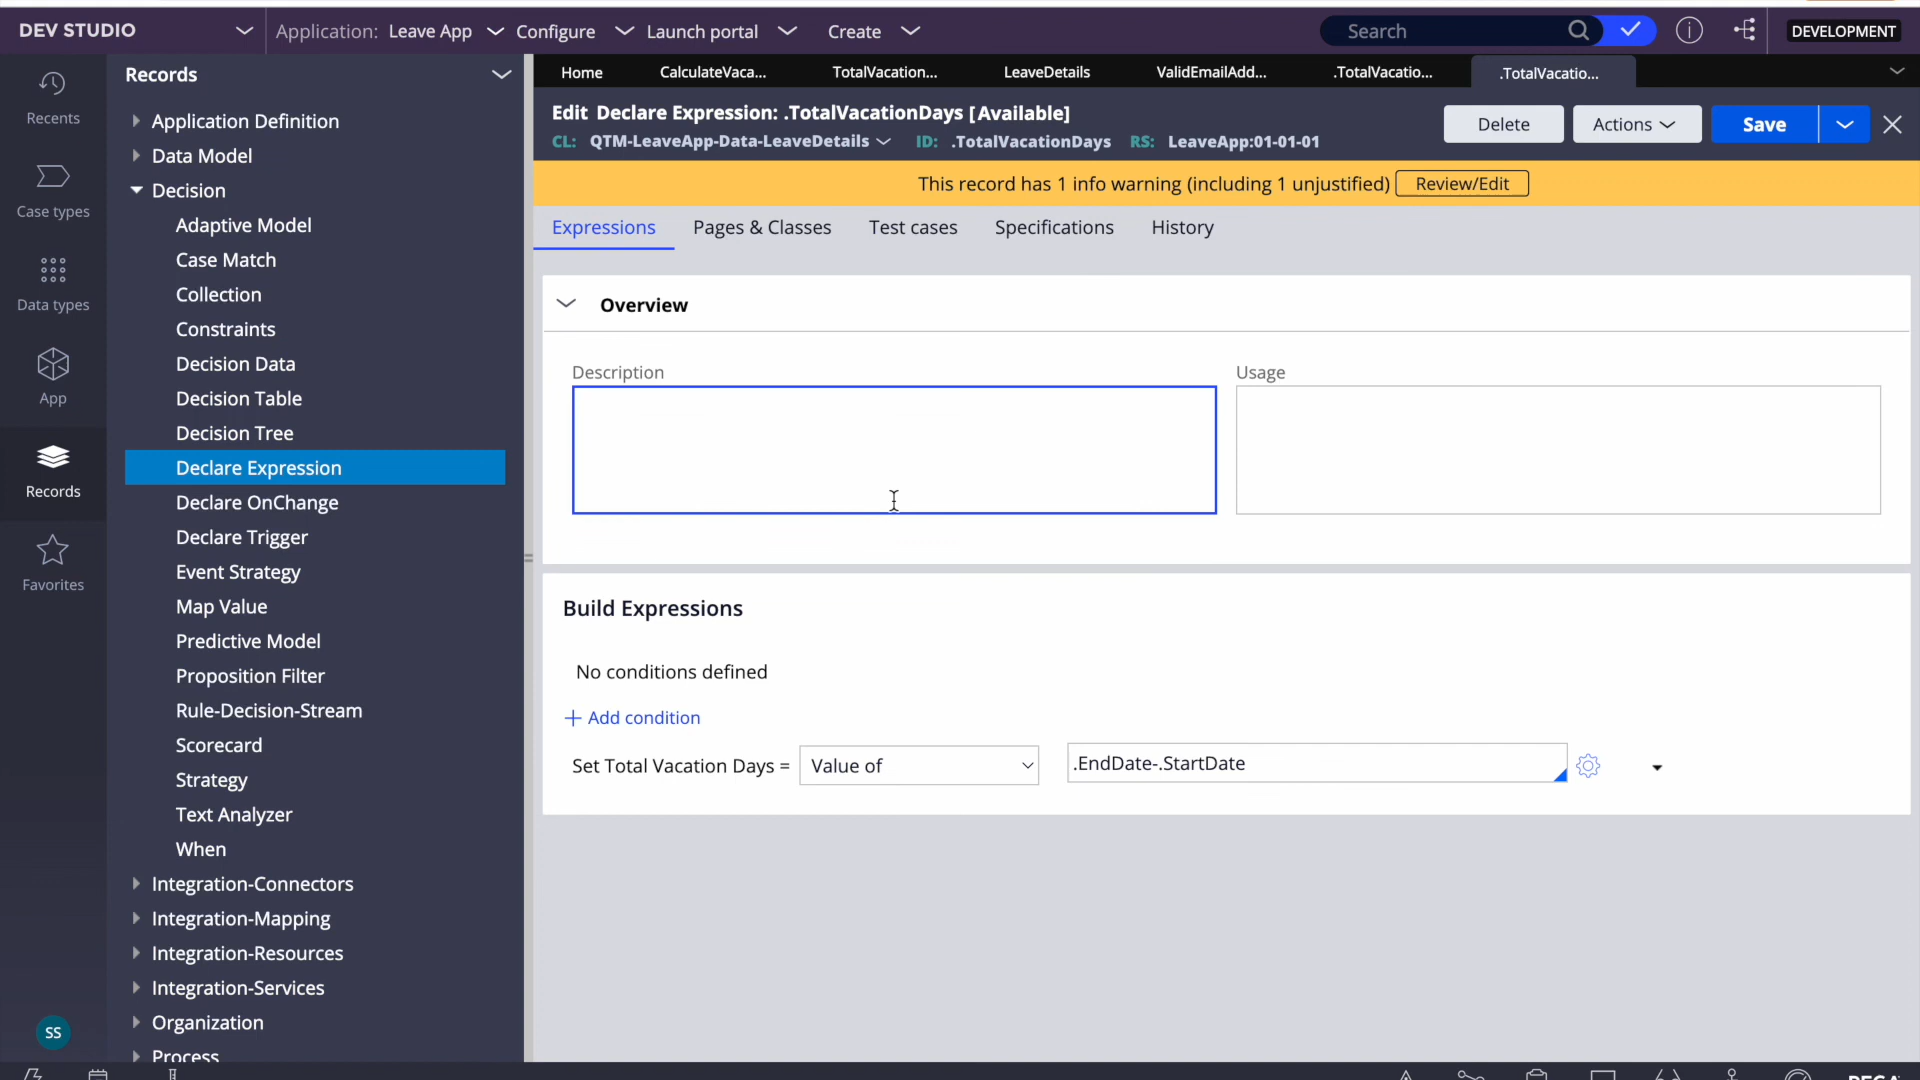 DEV STUDIO
Application: Leave App
Configure
Launch portal
Create
Search
DEVELOPMENT
Recents
Case types
Data types
App
Records
Favorites
SS
Records
Application Definition
Data Model
Decision
Adaptive Model
Case Match
Collection
Constraints
Decision Data
Decision Table
Decision Tree
Declare Expression
Declare OnChange
Declare Trigger
Event Strategy
Map Value
Predictive Model
Proposition Filter
Rule-Decision-Stream
Scorecard
Strategy
Text Analyzer
When
Integration-Connectors
Integration-Mapping
Integration-Resources
Integration-Services
Organization
Process
Home
CalculateVaca...
TotalVacation...
LeaveDetails
ValidEmailAdd...
.TotalVacatio...
.TotalVacatio...
Edit Declare Expression: .TotalVacationDays [Available]
CL: QTM-LeaveApp-Data-LeaveDetails ID: .TotalVacationDays RS: LeaveApp:01-01-01
Delete
Actions
Save
This record has 1 info warning (including 1 unjustified) Review/Edit
Expressions
Pages & Classes
Test cases
Specifications
History
Overview
Description
Usage
Build Expressions
No conditions defined
Add condition
Set Total Vacation Days = Value of .EndDate-.StartDate
PEGA